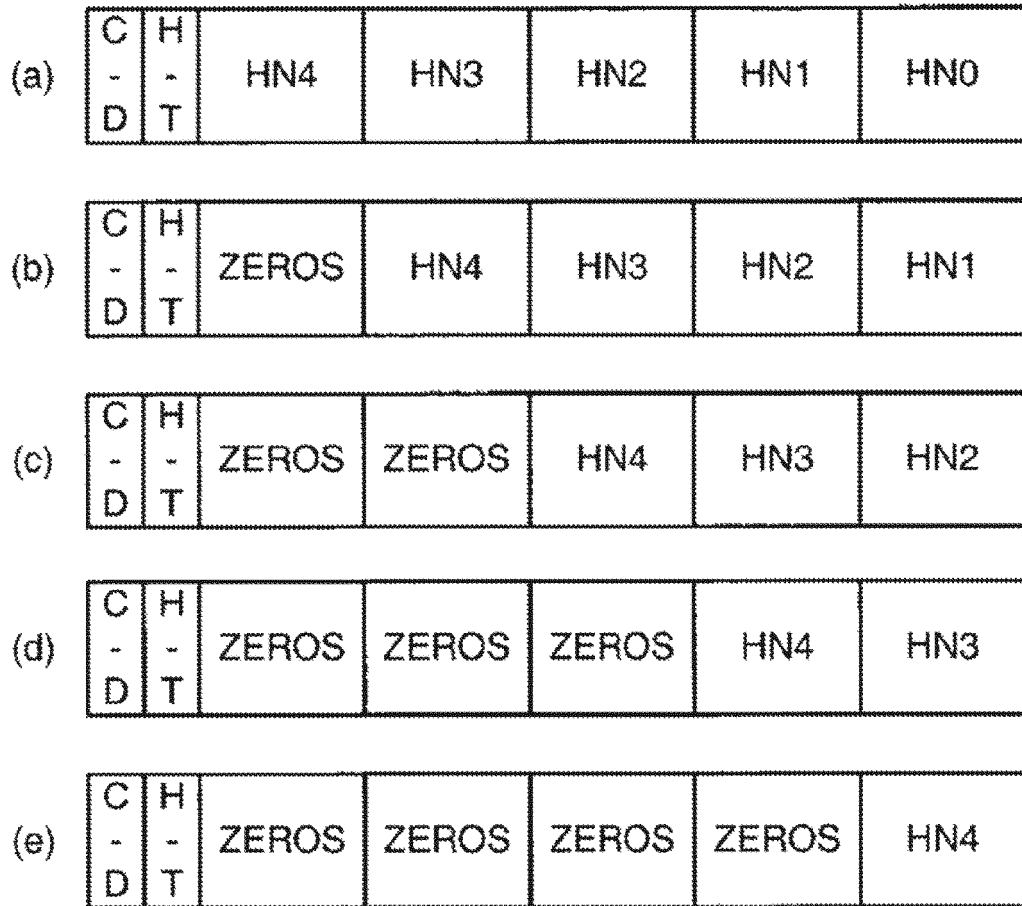 (a) C - D H - T HN4 HN3 HN2 HN1 HN0
(b) C - D H - T ZEROS HN4 HN3 HN2 HN1
(c) C - D H - T ZEROS ZEROS HN4 HN3 HN2
(d) C - D H - T ZEROS ZEROS ZEROS HN4 HN3
(e) C - D H - T ZEROS ZEROS ZEROS ZEROS HN4